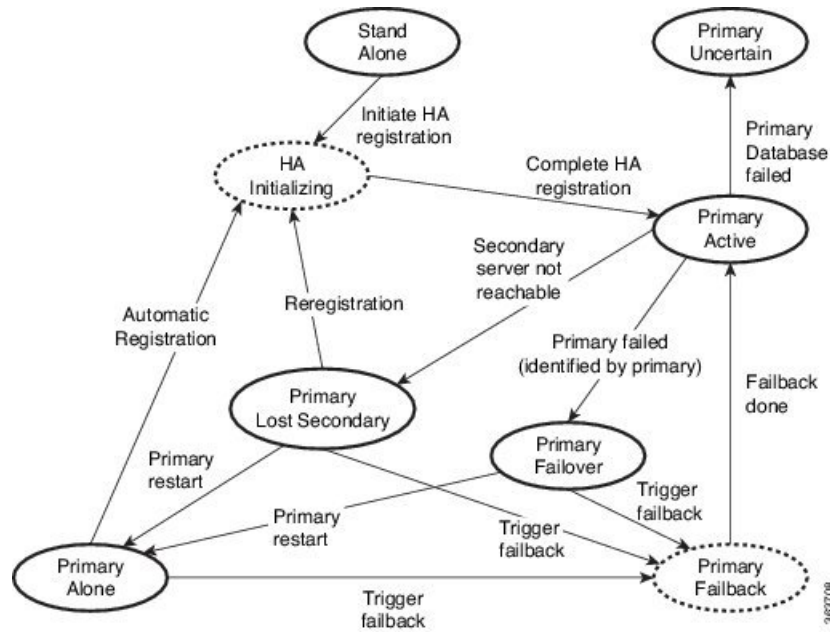 Stand
Alone
Primary
Uncertain
Initiate HA
registration
Primary
Database
failed
HA
Initializing
Complete HA
registration
Primary
Active
Secondary
server not
reachable
Automatic
Registration
Reregistration
Primary failed
(identified by primary)
Failback
done
Primary
Lost Secondary
Primary
Failover
Primary
restart
Trigger
failback
Primary
restart
Trigger
failback
Primary
Alone
Primary
Failback
Trigger
failback